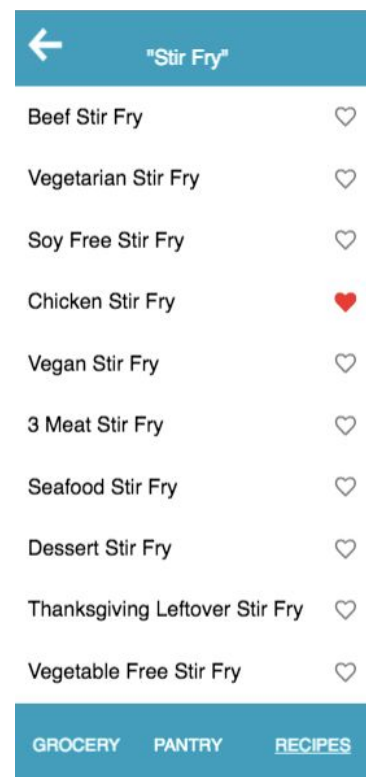 "Stir Fry"
Beef Stir Fry
Vegetarian Stir Fry
Soy Free Stir Fry
Chicken Stir Fry
Vegan Stir Fry
3 Meat Stir Fry
Seafood Stir Fry
Dessert Stir Fry
Thanksgiving Leftover Stir Fry
Vegetable Free Stir Fry
GROCERY PANTRY RECIPES